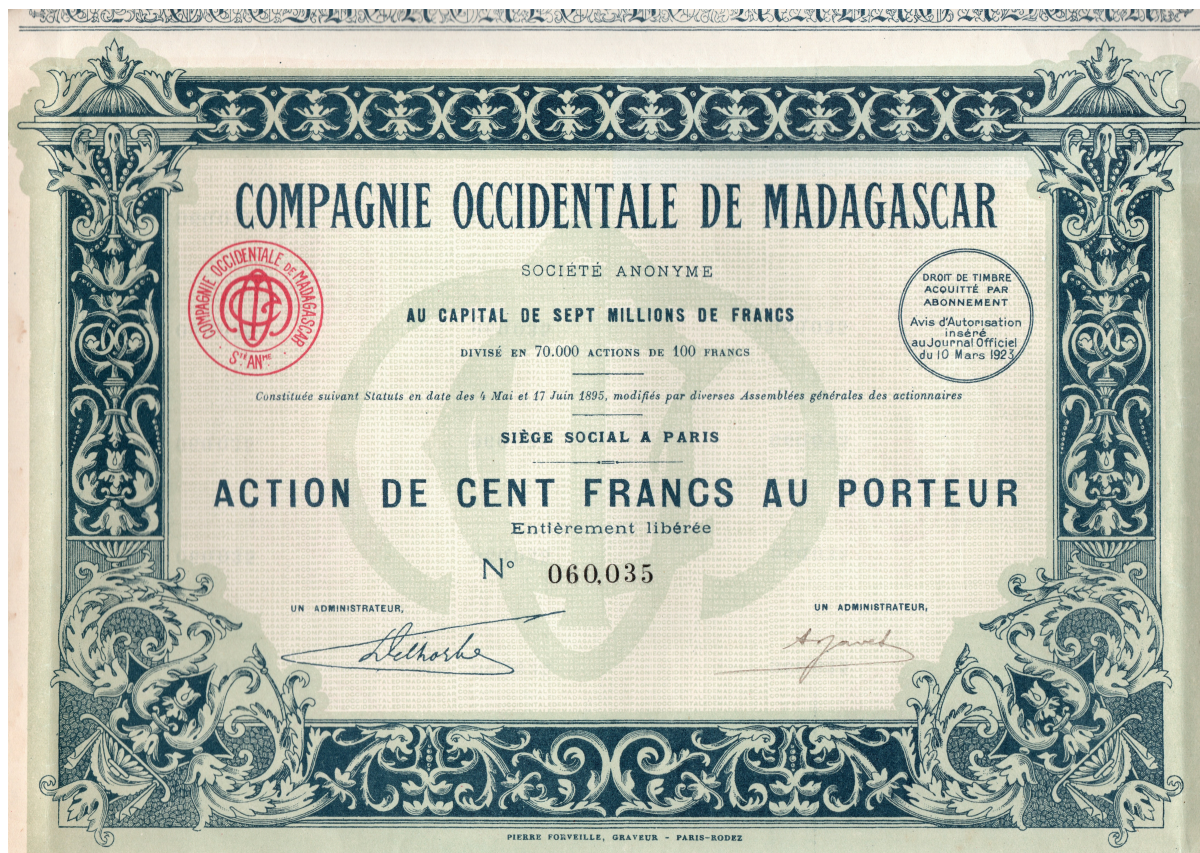 COMPAGNIE OCCIDENTALE DE MADAGASCAR
COMPAGNIE OCCIDENTALE DE MADAGASCAR
· STÉ ANME ·
SOCIÉTÉ ANONYME
AU CAPITAL DE SEPT MILLIONS DE FRANCS
DIVISÉ EN 70.000 ACTIONS DE 100 FRANCS
DROIT DE TIMBRE
ACQUITTÉ PAR
ABONNEMENT
Avis d'Autorisation
inséré
au Journal Officiel
du 10 Mars 1923
Constituée suivant Statuts en date des 4 Mai et 17 Juin 1895, modifiés par diverses Assemblées générales des actionnaires
SIÈGE SOCIAL A PARIS
ACTION DE CENT FRANCS AU PORTEUR
Entièrement libérée
N° 060,035
UN ADMINISTRATEUR,
UN ADMINISTRATEUR,
PIERRE FORVEILLE, GRAVEUR - PARIS-RODEZ